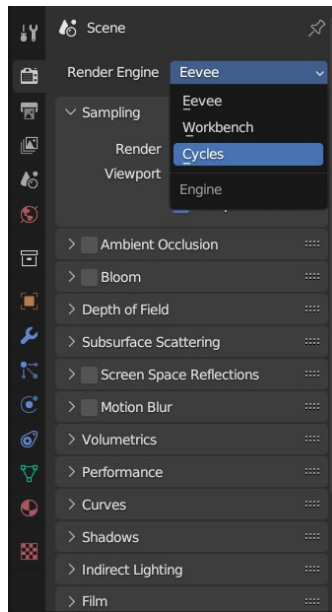 Scene
Render Engine Eevee
Eevee
Sampling
Workbench
Render
Cycles
Viewport
Engine
Ambient Occlusion
Bloom
Depth of Field
Subsurface Scattering
Screen Space Reflections
Motion Blur
Volumetrics
Performance
Curves
Shadows
Indirect Lighting
Film